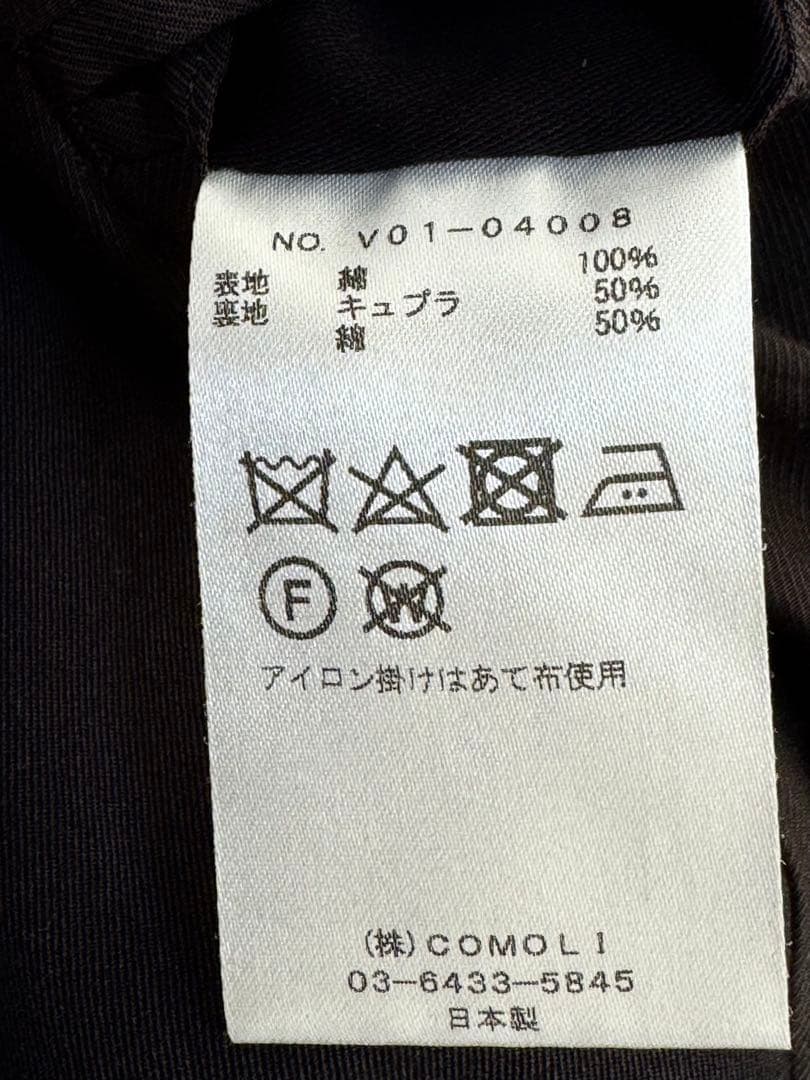 NO. V01-04008
表地 綿 100%
裏地 キュプラ 50%
綿 50%
F
W
アイロン掛けはあて布使用
(株)COMOLI
03-6433-5845
日本製